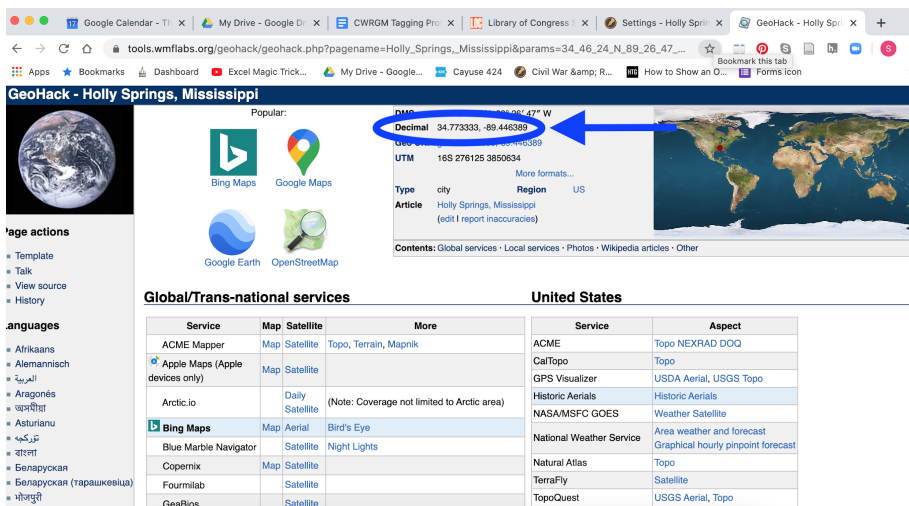 Google Calendar - Th
My Drive - Google Dr
CWRGM Tagging Pro
Library of Congress S
Settings - Holly Sprin
GeoHack - Holly Spri
tools.wmflabs.org/geohack/geohack.php?pagename=Holly_Springs,_Mississippi&params=34_46_24_N_89_26_47_...
Bookmark this tab
Apps
Bookmarks
Dashboard
Excel Magic Trick...
My Drive - Google...
Cayuse 424
Civil War &amp; R...
How to Show an O...
Forms icon
GeoHack - Holly Springs, Mississippi
Popular:
Bing Maps
Google Maps
Google Earth
OpenStreetMap
47″ W
Decimal 34.773333, -89.446389
UTM 16S 276125 3850634
More formats...
Type city Region US
Article Holly Springs, Mississippi
(edit | report inaccuracies)
Contents: Global services · Local services · Photos · Wikipedia articles · Other
Page actions
Template
Talk
View source
History
Languages
Afrikaans
Alemannisch
العربية
Aragonés
অসমীয়া
Asturianu
تۆرکجه
বাংলা
Беларуская
Беларуская (тарашкевіца)
भोजपुरी
Global/Trans-national services
Service Map Satellite More
ACME Mapper Map Satellite Topo, Terrain, Mapnik
Apple Maps (Apple
devices only) Map Satellite
Arctic.io Daily
Satellite (Note: Coverage not limited to Arctic area)
Bing Maps Map Aerial Bird's Eye
Blue Marble Navigator Satellite Night Lights
Copernix Map Satellite
Fourmilab Satellite
GeaBios Satellite
United States
Service Aspect
ACME Topo NEXRAD DOQ
CalTopo Topo
GPS Visualizer USDA Aerial, USGS Topo
Historic Aerials Historic Aerials
NASA/MSFC GOES Weather Satellite
National Weather Service Area weather and forecast
Graphical hourly pinpoint forecast
Natural Atlas Topo
TerraFly Satellite
TopoQuest USGS Aerial, Topo